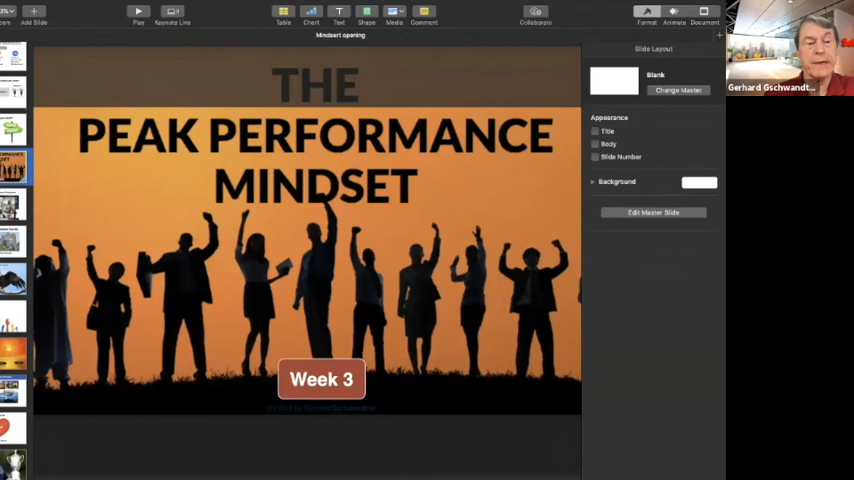 Add Slide
Play
Keynote Live
Table
Chart
Text
Shape
Media
Comment
Collaborate
Format
Animate
Document
Mindsert opening
Slide Layout
Blank
Change Master
Appearance
Title
Body
Slide Number
Background
Edit Master Slide
THE
PEAK PERFORMANCE
MINDSET
Week 3
Gerhard Gschwandt...